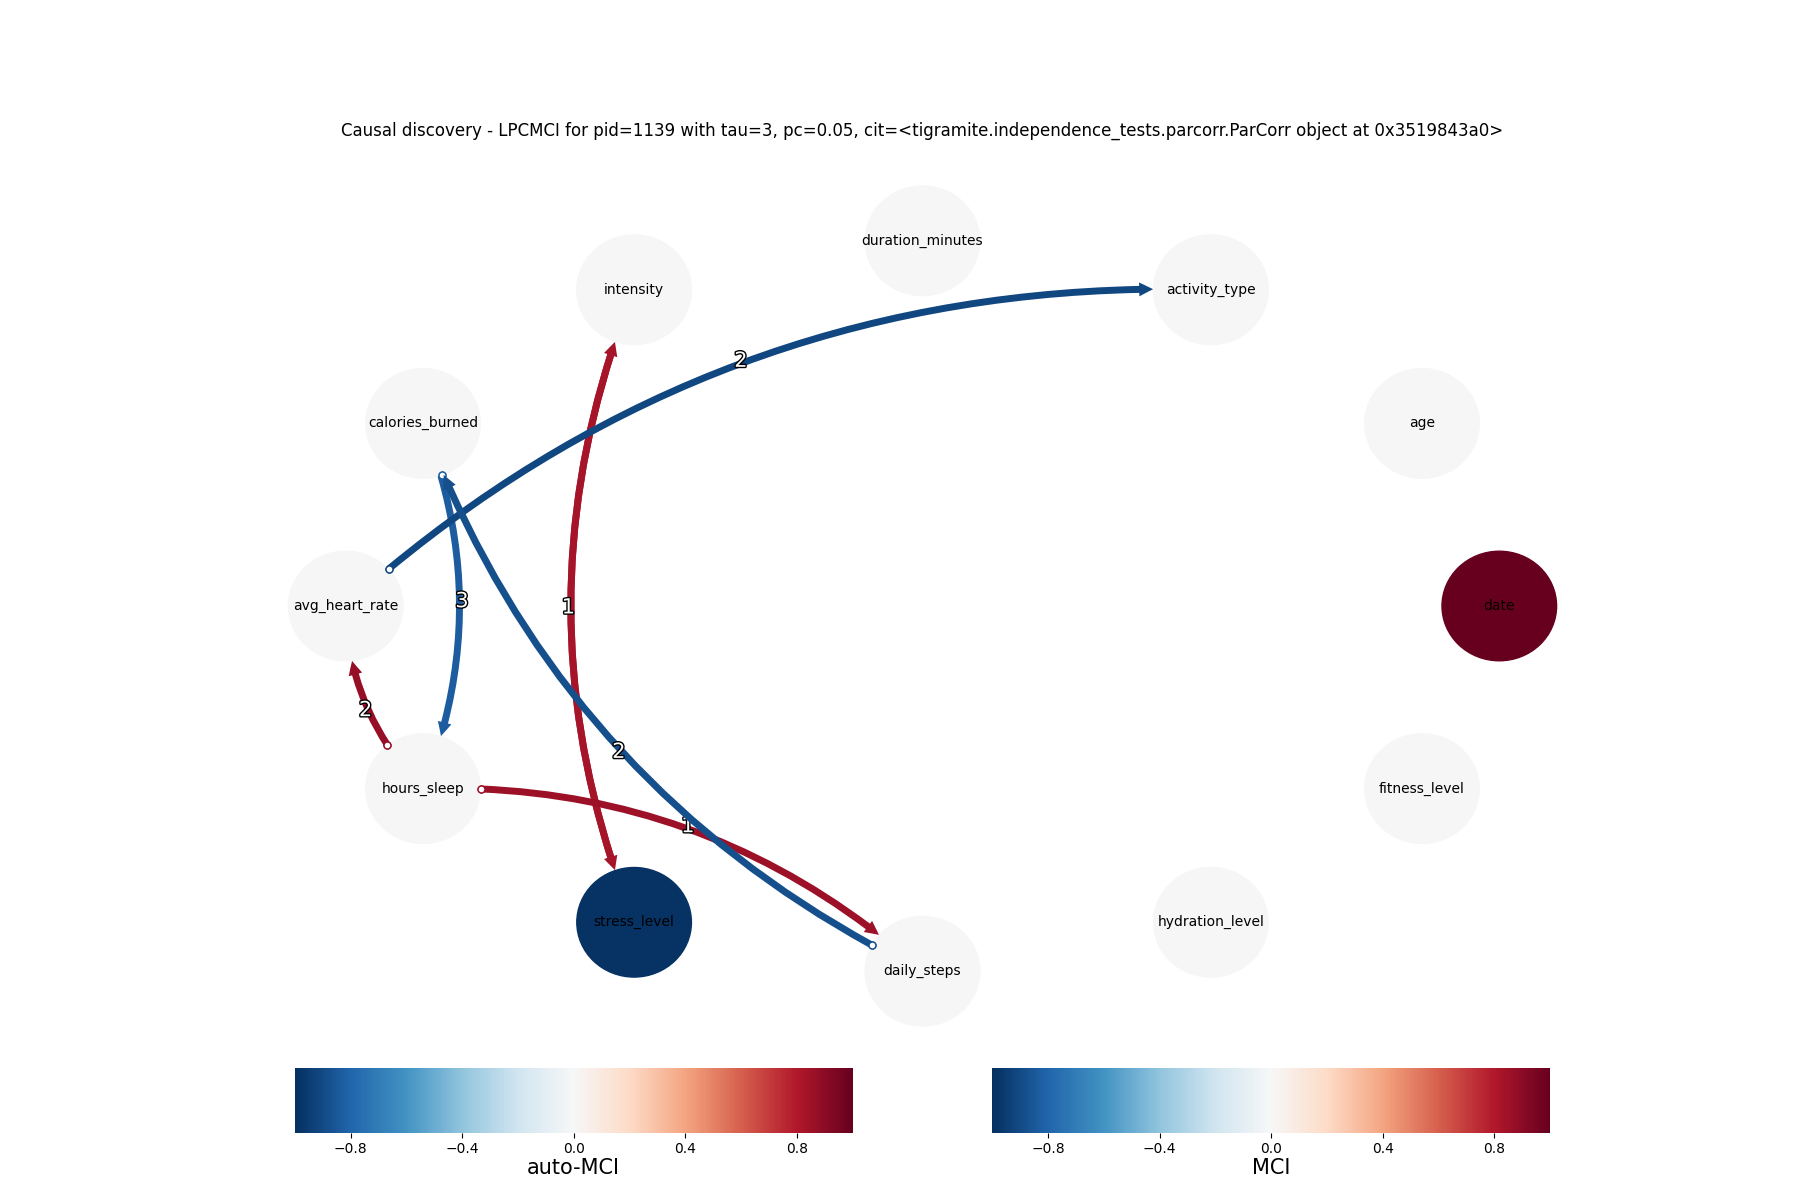 Causal discovery - LPCMCI for pid=1139 with tau=3, pc=0.05, cit=<tigramite.independence_tests.parcorr.ParCorr object at 0x3519843a0>
duration_minutes
intensity
activity_type
2
calories_burned
age
3
1
avg_heart_rate
date
2
2
hours_sleep
fitness_level
1
stress_level
hydration_level
daily_steps
−0.8 −0.4 0.0 0.4 0.8
auto-MCI
−0.8 −0.4 0.0 0.4 0.8
MCI